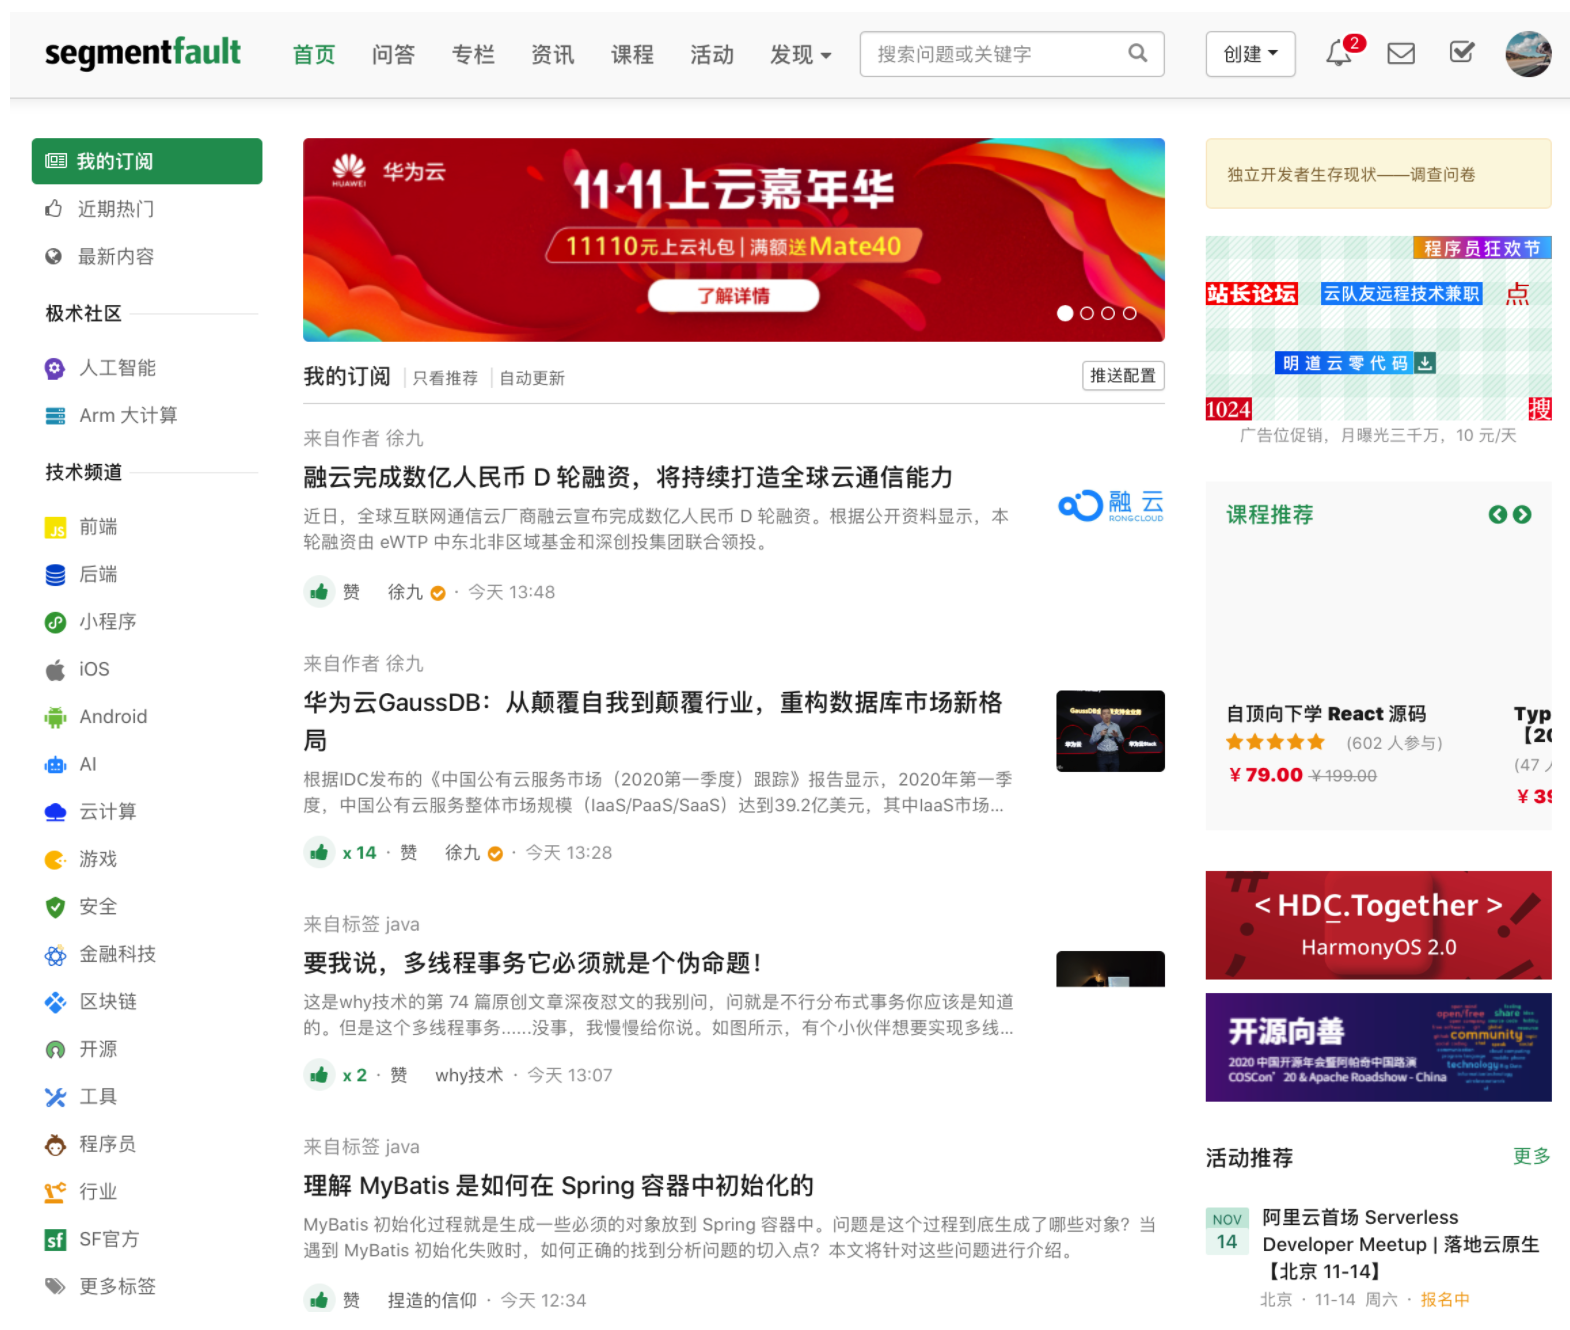 segmentfault
首页
问答
专栏
资讯
课程
活动
发现
搜索问题或关键字
创建
2
我的订阅
近期热门
最新内容
极术社区
人工智能
Arm 大计算
技术频道
JS 前端
后端
小程序
iOS
Android
AI
云计算
游戏
安全
金融科技
区块链
开源
工具
程序员
行业
sf SF官方
更多标签
HUAWEI
华为云
11·11上云嘉年华
11110元上云礼包 | 满额送Mate40
了解详情
我的订阅
只看推荐
自动更新
推送配置
来自作者 徐九
融云完成数亿人民币 D 轮融资，将持续打造全球云通信能力
近日，全球互联网通信云厂商融云宣布完成数亿人民币 D 轮融资。根据公开资料显示，本
轮融资由 eWTP 中东北非区域基金和深创投集团联合领投。
融云
RONGCLOUD
赞 徐九 · 今天 13:48
来自作者 徐九
华为云GaussDB：从颠覆自我到颠覆行业，重构数据库市场新格
局
根据IDC发布的《中国公有云服务市场（2020第一季度）跟踪》报告显示，2020年第一季
度，中国公有云服务整体市场规模（IaaS/PaaS/SaaS）达到39.2亿美元，其中IaaS市场...
x 14 · 赞 徐九 · 今天 13:28
来自标签 java
要我说，多线程事务它必须就是个伪命题！
这是why技术的第 74 篇原创文章深夜怼文的我别问，问就是不行分布式事务你应该是知道
的。但是这个多线程事务......没事，我慢慢给你说。如图所示，有个小伙伴想要实现多线...
x 2 · 赞 why技术 · 今天 13:07
来自标签 java
理解 MyBatis 是如何在 Spring 容器中初始化的
MyBatis 初始化过程就是生成一些必须的对象放到 Spring 容器中。问题是这个过程到底生成了哪些对象？当
遇到 MyBatis 初始化失败时，如何正确的找到分析问题的切入点？本文将针对这些问题进行介绍。
赞 捏造的信仰 · 今天 12:34
独立开发者生存现状——调查问卷
程序员狂欢节
站长论坛
云队友远程技术兼职
点
明道云零代码
1024
搜
广告位促销，月曝光三千万，10 元/天
课程推荐
自顶向下学 React 源码
(602 人参与)
¥ 79.00 ¥ 199.00
Typ
【20
(47
¥ 39
< HDC.Together >
HarmonyOS 2.0
开源向善
2020 中国开源年会暨阿帕奇中国路演
COSCon' 20 & Apache Roadshow - China
open/free share
community
technology
活动推荐
更多
NOV
14
阿里云首场 Serverless
Developer Meetup | 落地云原生
【北京 11-14】
北京 · 11-14 周六 · 报名中